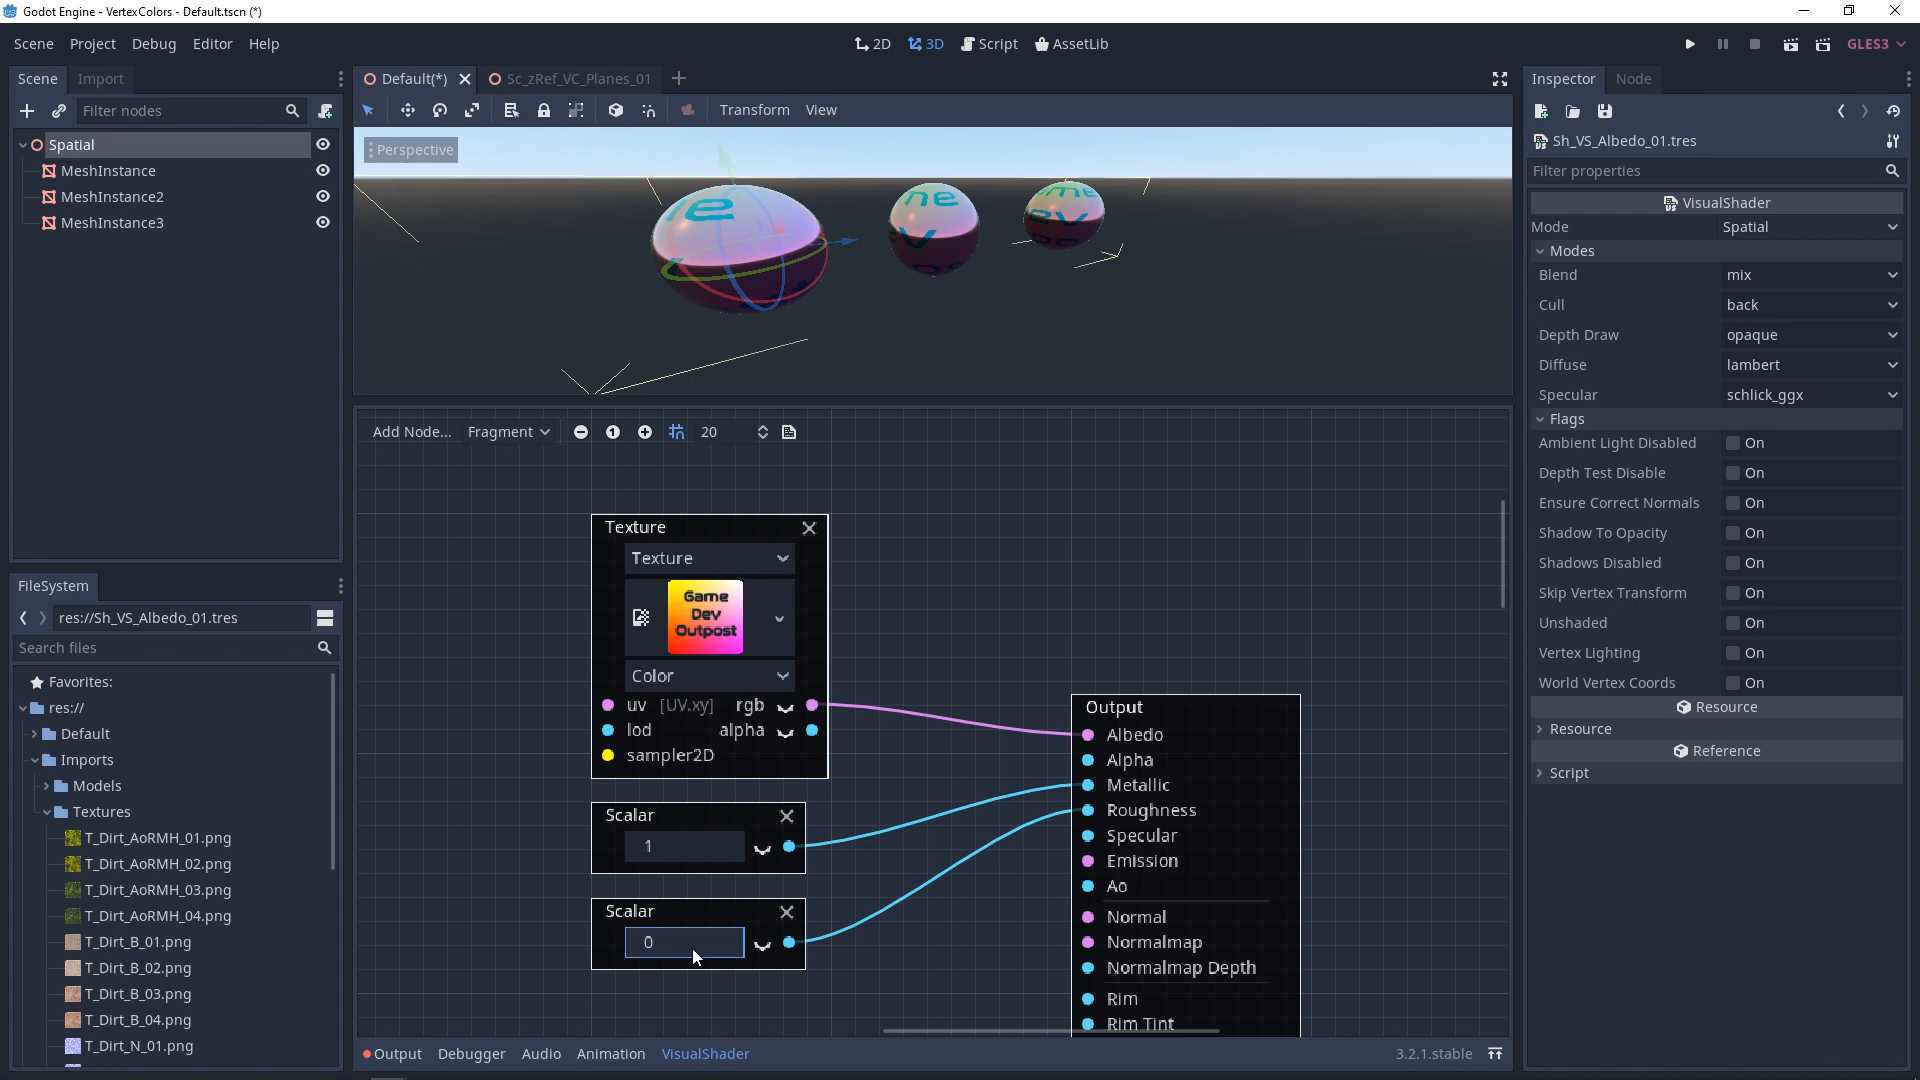 Godot Engine - VertexColors - Default.tscn (*)
Scene Project Debug Editor Help
2D 3D Script AssetLib
GLES3
Scene Import
Filter nodes
Spatial
MeshInstance
MeshInstance2
MeshInstance3
FileSystem
res://Sh_VS_Albedo_01.tres
Search files
Favorites:
res://
Default
Imports
Models
Textures
T_Dirt_AoRMH_01.png
T_Dirt_AoRMH_02.png
T_Dirt_AoRMH_03.png
T_Dirt_AoRMH_04.png
T_Dirt_B_01.png
T_Dirt_B_02.png
T_Dirt_B_03.png
T_Dirt_B_04.png
T_Dirt_N_01.png
Default(*) Sc_zRef_VC_Planes_01
Transform View
Perspective
Add Node... Fragment 1 20
Texture
Texture
Game
Dev
Outpost
Color
uv [UV.xy] rgb
lod alpha
sampler2D
Scalar
1
Scalar
0
Output
Albedo
Alpha
Metallic
Roughness
Specular
Emission
Ao
Normal
Normalmap
Normalmap Depth
Rim
Rim Tint
Output Debugger Audio Animation VisualShader 3.2.1.stable
Inspector Node
Sh_VS_Albedo_01.tres
Filter properties
VisualShader
Mode Spatial
Modes
Blend mix
Cull back
Depth Draw opaque
Diffuse lambert
Specular schlick_ggx
Flags
Ambient Light Disabled On
Depth Test Disable On
Ensure Correct Normals On
Shadow To Opacity On
Shadows Disabled On
Skip Vertex Transform On
Unshaded On
Vertex Lighting On
World Vertex Coords On
Resource
Resource
Reference
Script